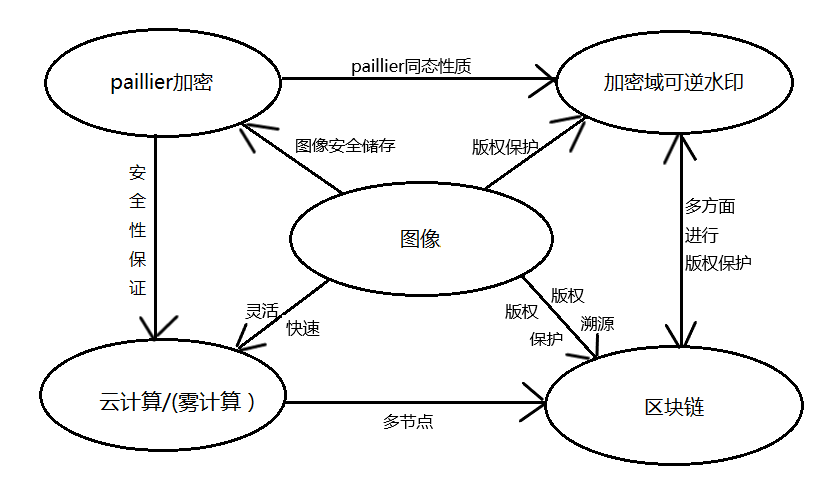 paillier加密
paillier同态性质
加密域可逆水印
图像安全储存
版权保护
安
全
性
保
证
图像
多方面
进行
版权保护
灵活
快速
版权
保护
版权
溯源
云计算/(雾计算）
多节点
区块链